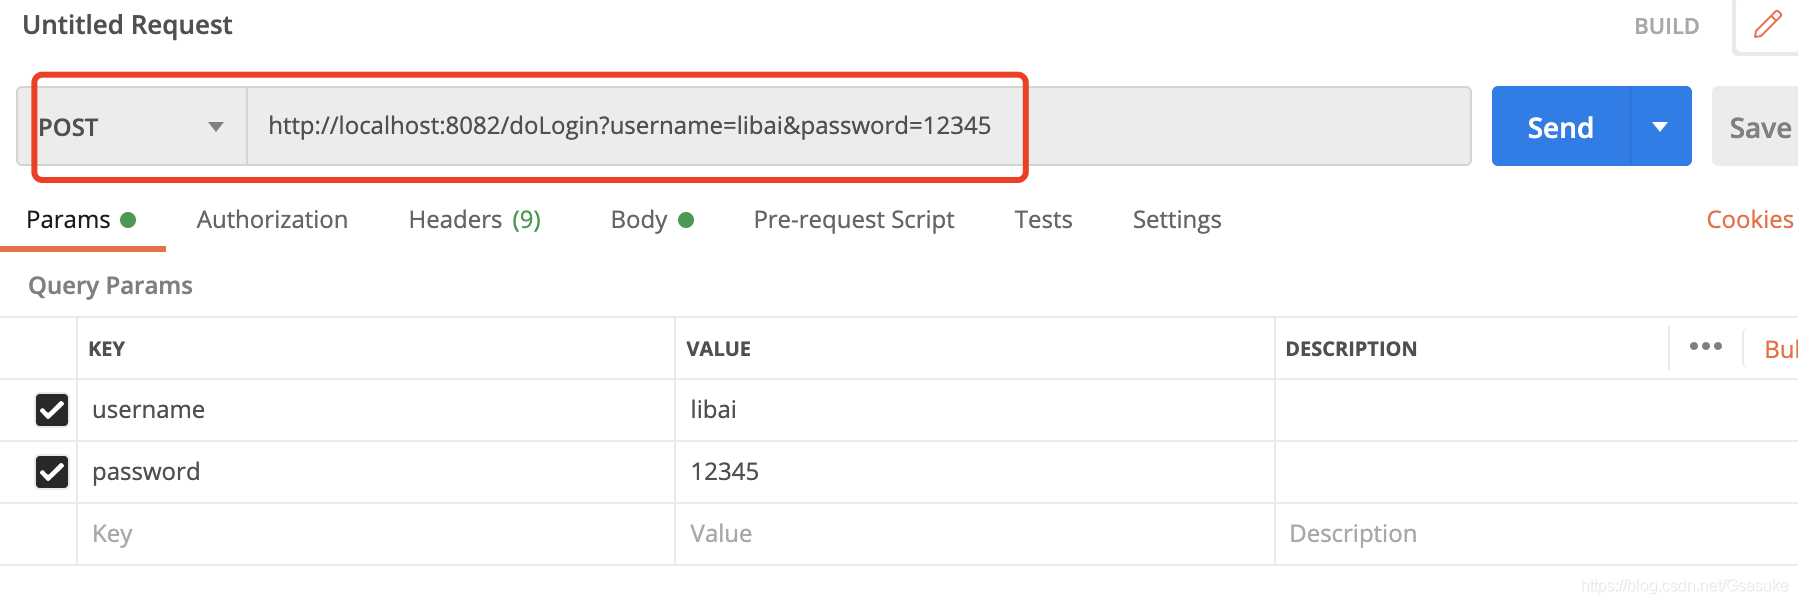 Untitled Request
BUILD
POST http://localhost:8082/doLogin?username=libai&password=12345 Send Save
Params Authorization Headers (9) Body Pre-request Script Tests Settings Cookies
Query Params
KEY VALUE DESCRIPTION ••• Bul
username libai
password 12345
Key Value Description
https://blog.csdn.net/Gsasuke